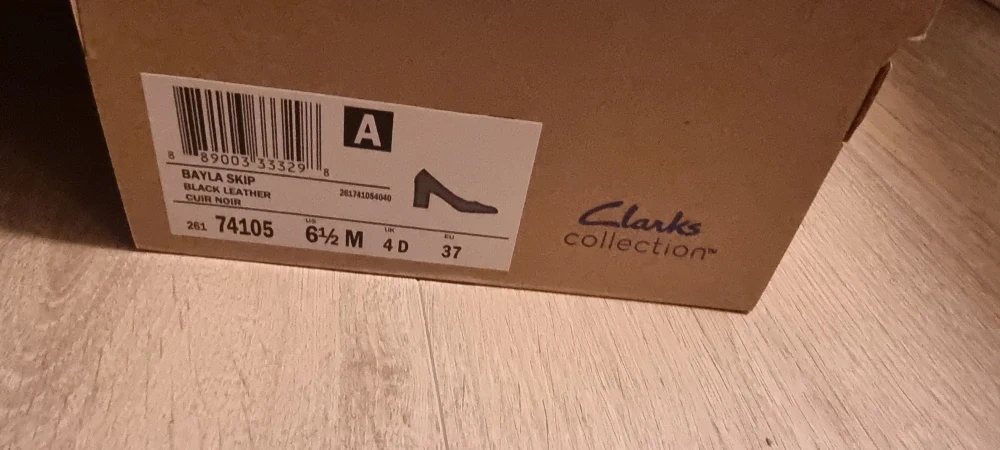 A
8 89003 33329 8
BAYLA SKIP
BLACK LEATHER
CUIR NOIR
261741054040
261 74105
US
6½ M
UK
4 D
EU
37
Clarks
collection™